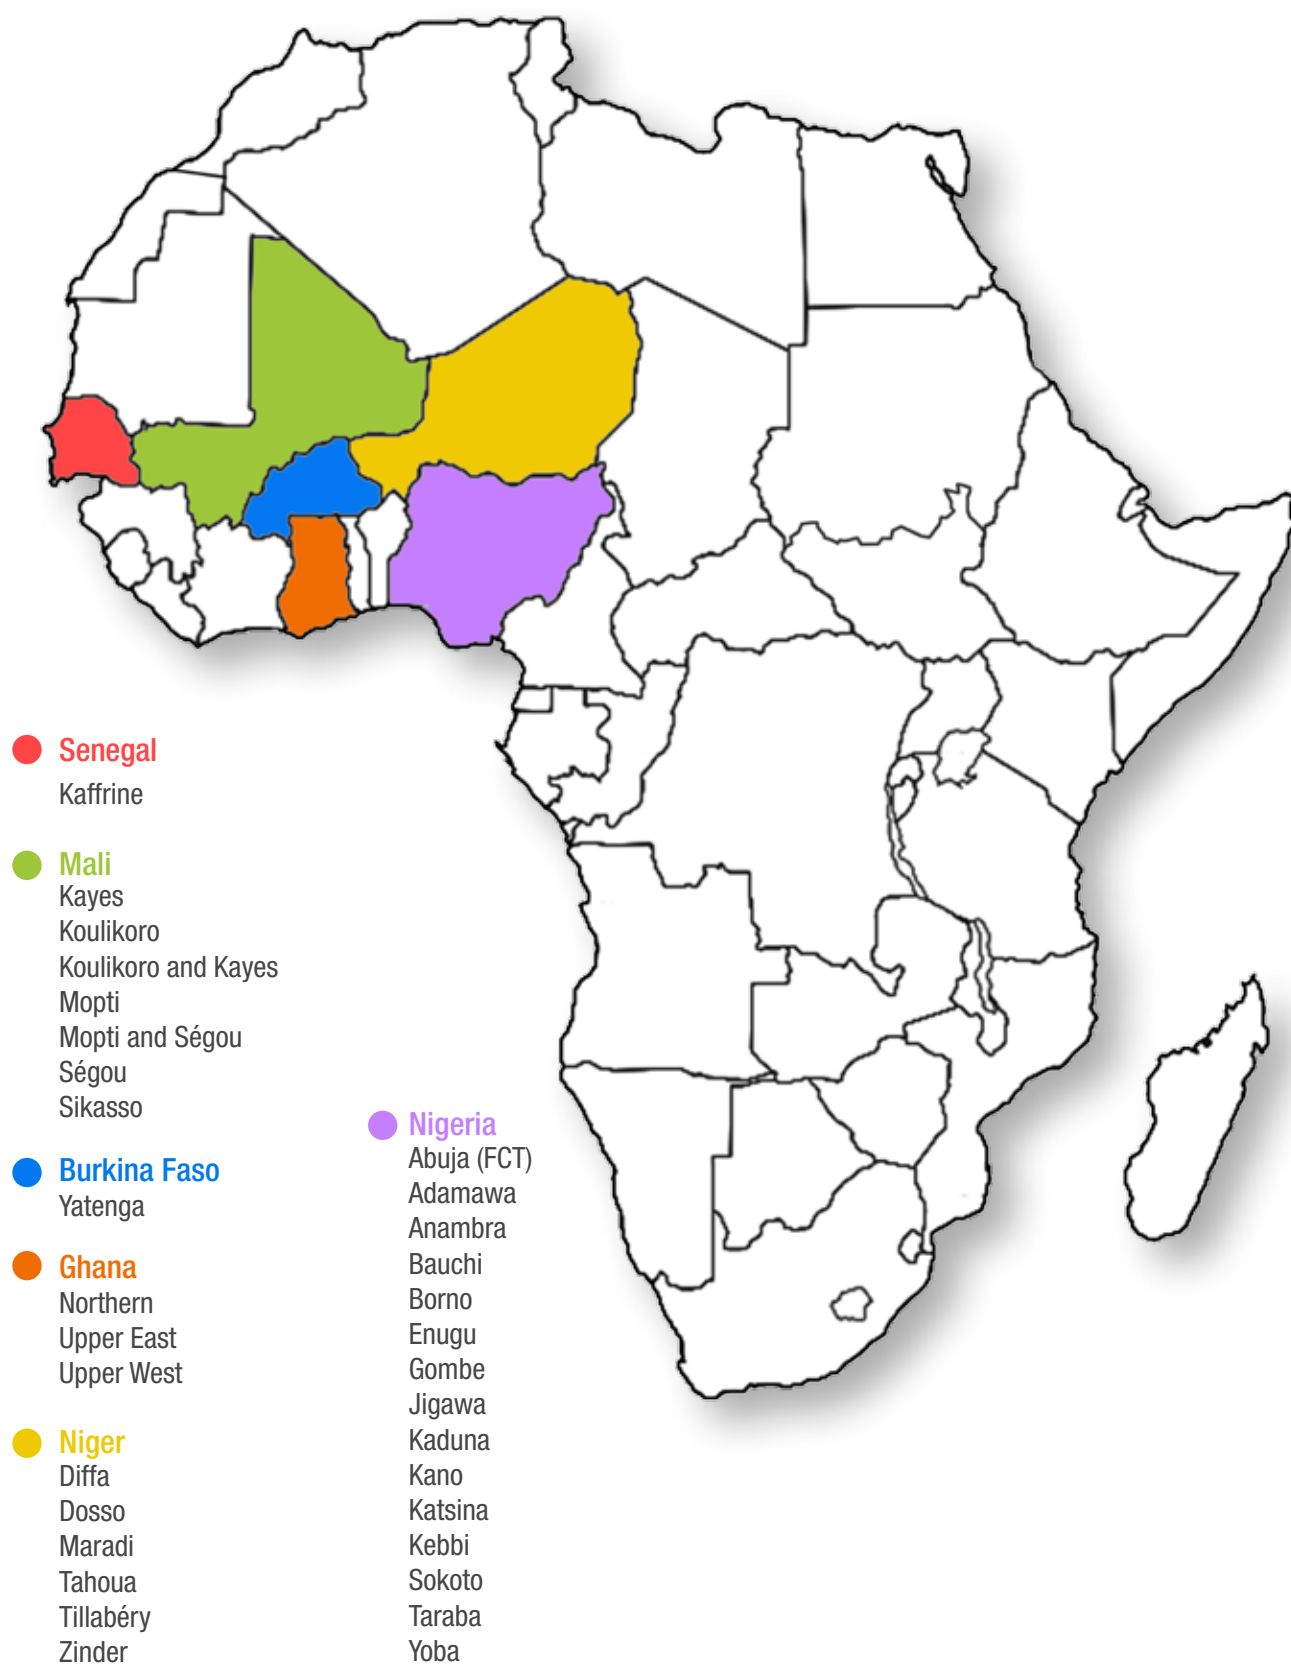 Senegal
Kaffrine
Mali
Kayes
Koulikoro
Koulikoro and Kayes
Mopti
Mopti and Ségou
Ségou
Sikasso
Burkina Faso
Yatenga
Ghana
Northern
Upper East
Upper West
Niger
Diffa
Dosso
Maradi
Tahoua
Tillabéry
Zinder
Nigeria
Abuja (FCT)
Adamawa
Anambra
Bauchi
Borno
Enugu
Gombe
Jigawa
Kaduna
Kano
Katsina
Kebbi
Sokoto
Taraba
Yoba